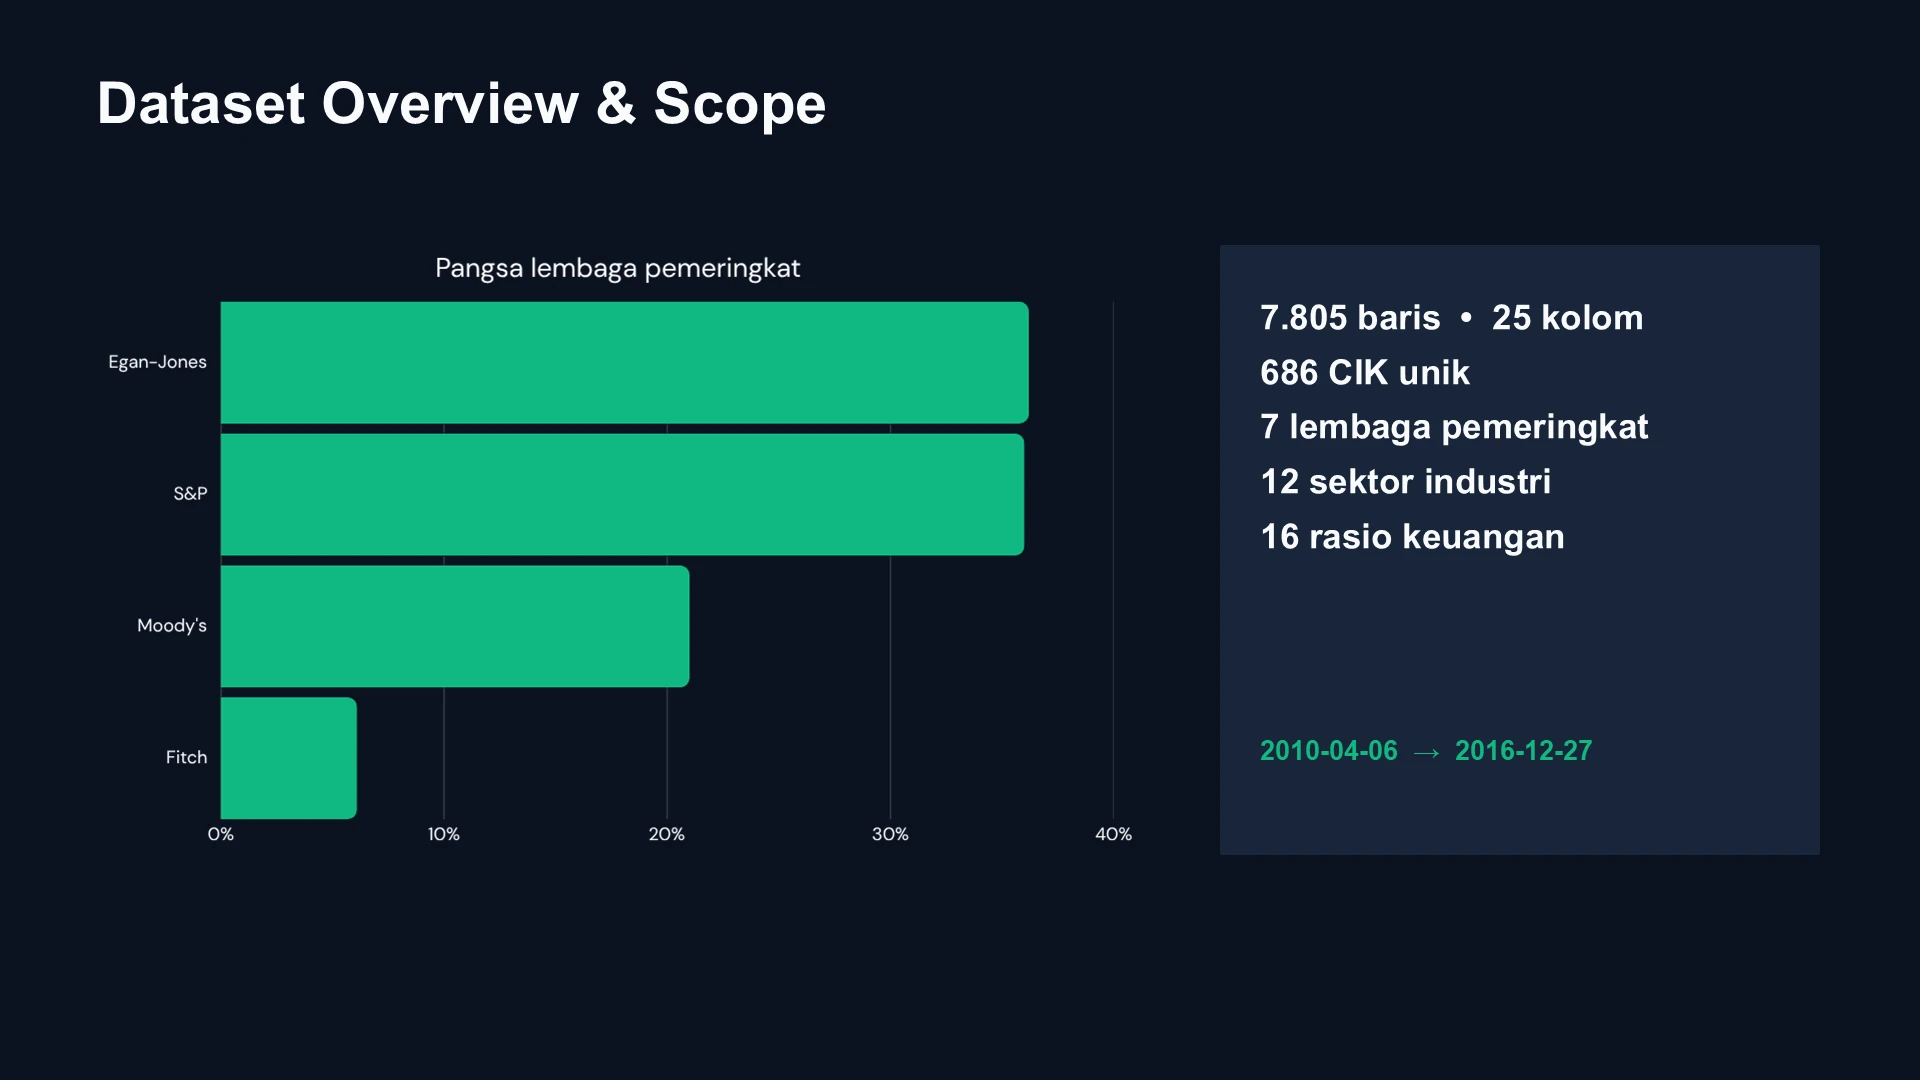 Dataset Overview & Scope
Pangsa lembaga pemeringkat
Egan-Jones
S&P
Moody's
Fitch
0% 10% 20% 30% 40%
7.805 baris • 25 kolom
686 CIK unik
7 lembaga pemeringkat
12 sektor industri
16 rasio keuangan
2010-04-06 → 2016-12-27